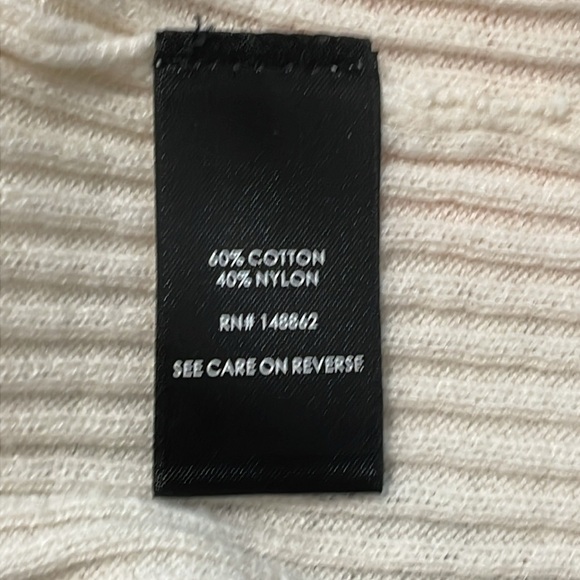 60% COTTON
40% NYLON
RN# 148862
SEE CARE ON REVERSE